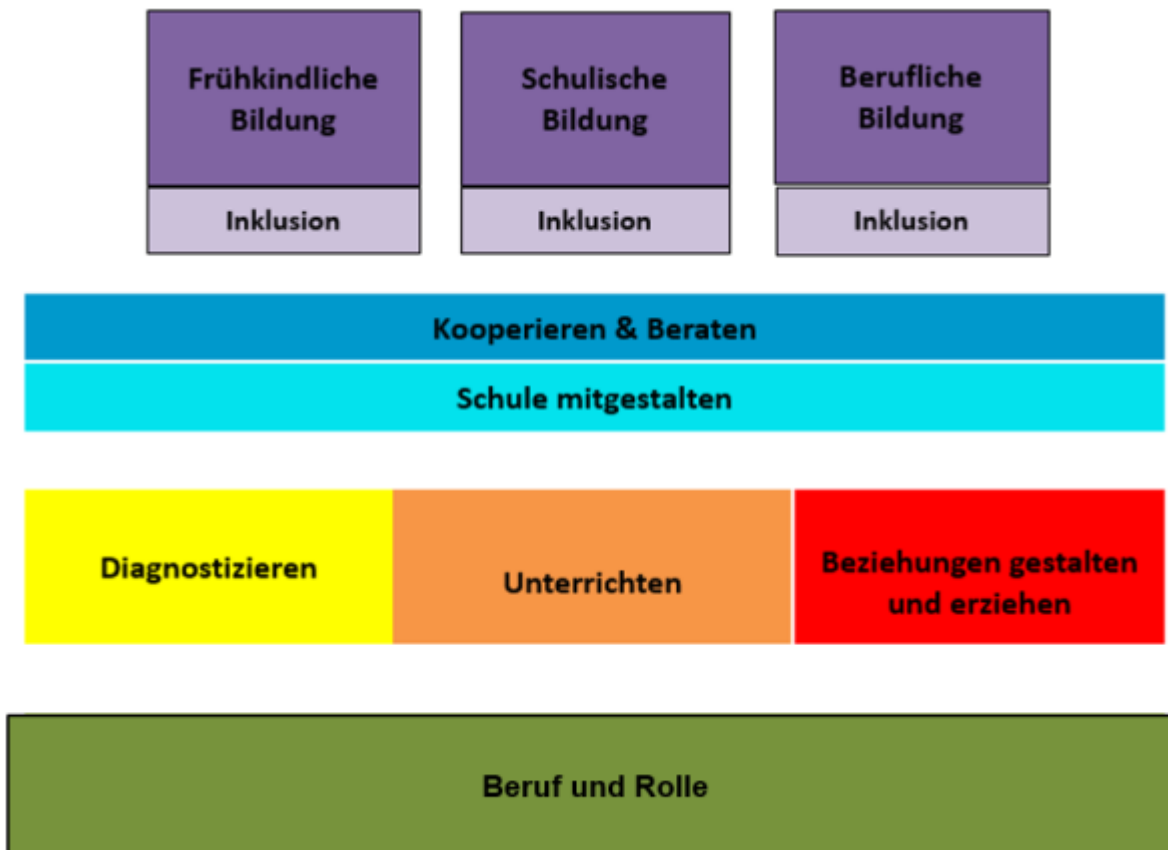 Frühkindliche
Bildung
Schulische
Bildung
Berufliche
Bildung
Inklusion
Inklusion
Inklusion
Kooperieren & Beraten
Schule mitgestalten
Diagnostizieren
Unterrichten
Beziehungen gestalten
und erziehen
Beruf und Rolle